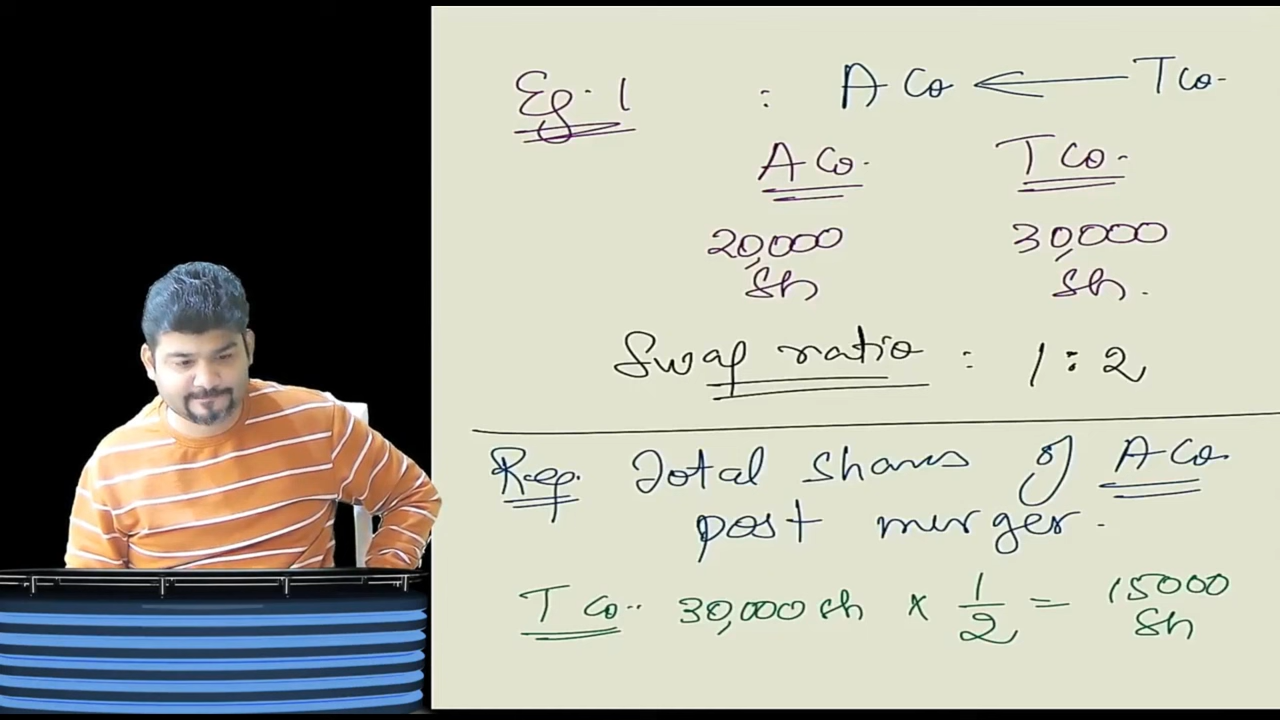 Eg. 1 : A Co ← T Co.
A Co. T Co.
20,000 Sh 30,000 Sh.
Swap ratio : 1 : 2
Req. Total Shares of A Co.
post merger.
T Co. 30,000 sh × 1/2 = 15000 Sh